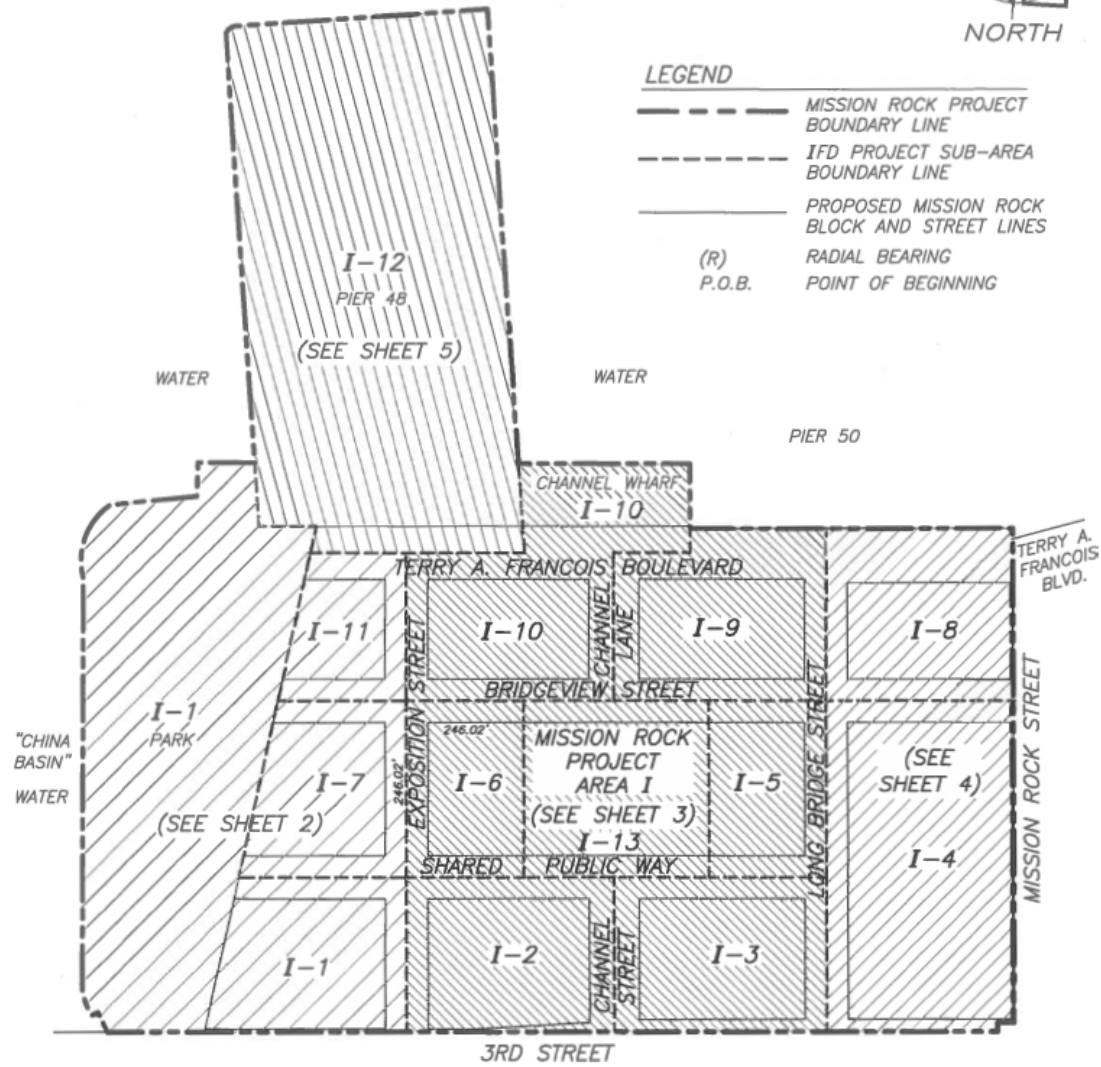 NORTH
LEGEND
MISSION ROCK PROJECT
BOUNDARY LINE
IFD PROJECT SUB-AREA
BOUNDARY LINE
PROPOSED MISSION ROCK
BLOCK AND STREET LINES
(R) RADIAL BEARING
P.O.B. POINT OF BEGINNING
I-12
PIER 48
(SEE SHEET 5)
WATER
WATER
PIER 50
CHANNEL WHARF
I-10
TERRY A.
FRANCOIS
BLVD.
TERRY A. FRANCOIS BOULEVARD
I-11
EXPOSITION STREET
I-10
CHANNEL
LANE
I-9
I-8
BRIDGEVIEW STREET
I-1
PARK
"CHINA
BASIN"
WATER
(SEE SHEET 2)
I-7
246.02'
246.02'
I-6
MISSION ROCK
PROJECT
AREA I
(SEE SHEET 3)
I-13
I-5
LONG BRIDGE STREET
(SEE
SHEET 4)
I-4
MISSION ROCK STREET
SHARED PUBLIC WAY
I-1
I-2
CHANNEL
STREET
I-3
3RD STREET